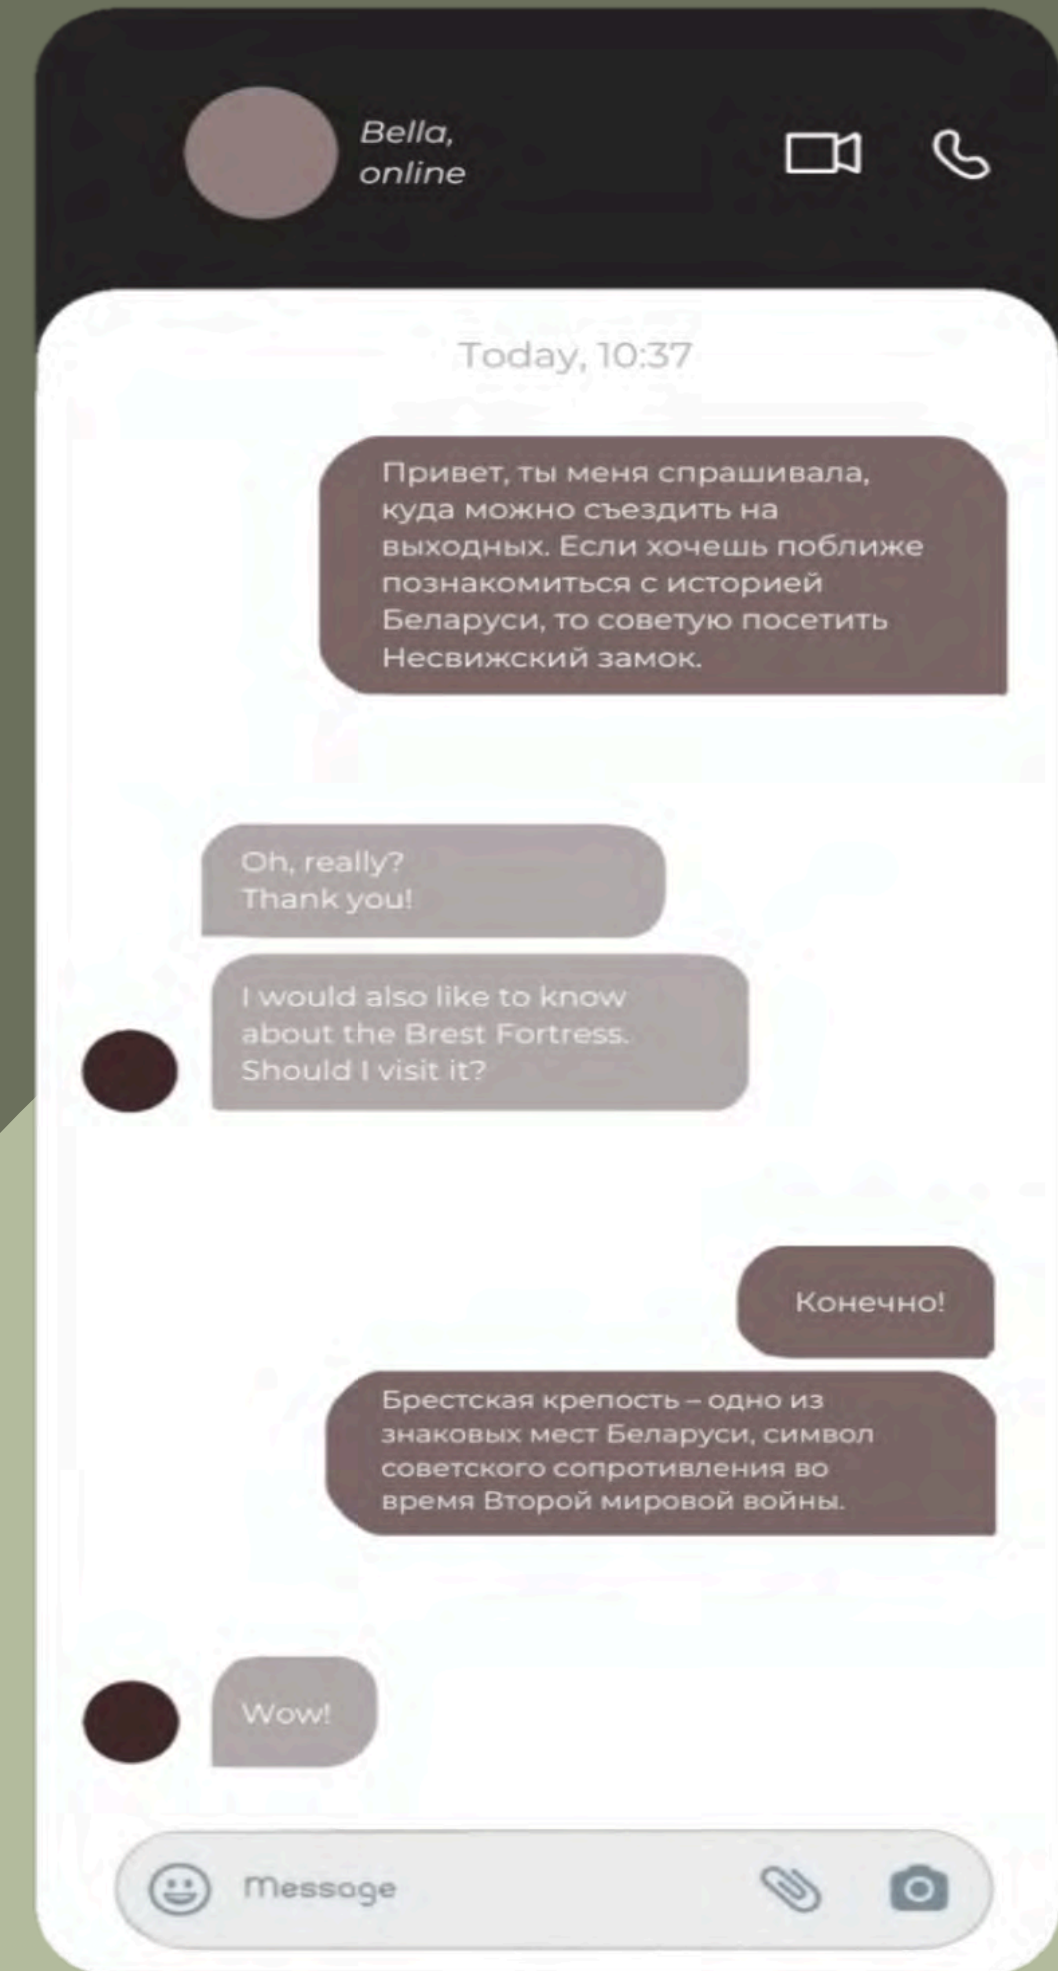 Bella,
online
Today, 10:37
Привет, ты меня спрашивала,
куда можно съездить на
выходных. Если хочешь поближе
познакомиться с историей
Беларуси, то советую посетить
Несвижский замок.
Oh, really?
Thank you!
I would also like to know
about the Brest Fortress.
Should I visit it?
Конечно!
Брестская крепость – одно из
знаковых мест Беларуси, символ
советского сопротивления во
время Второй мировой войны.
Wow!
Message